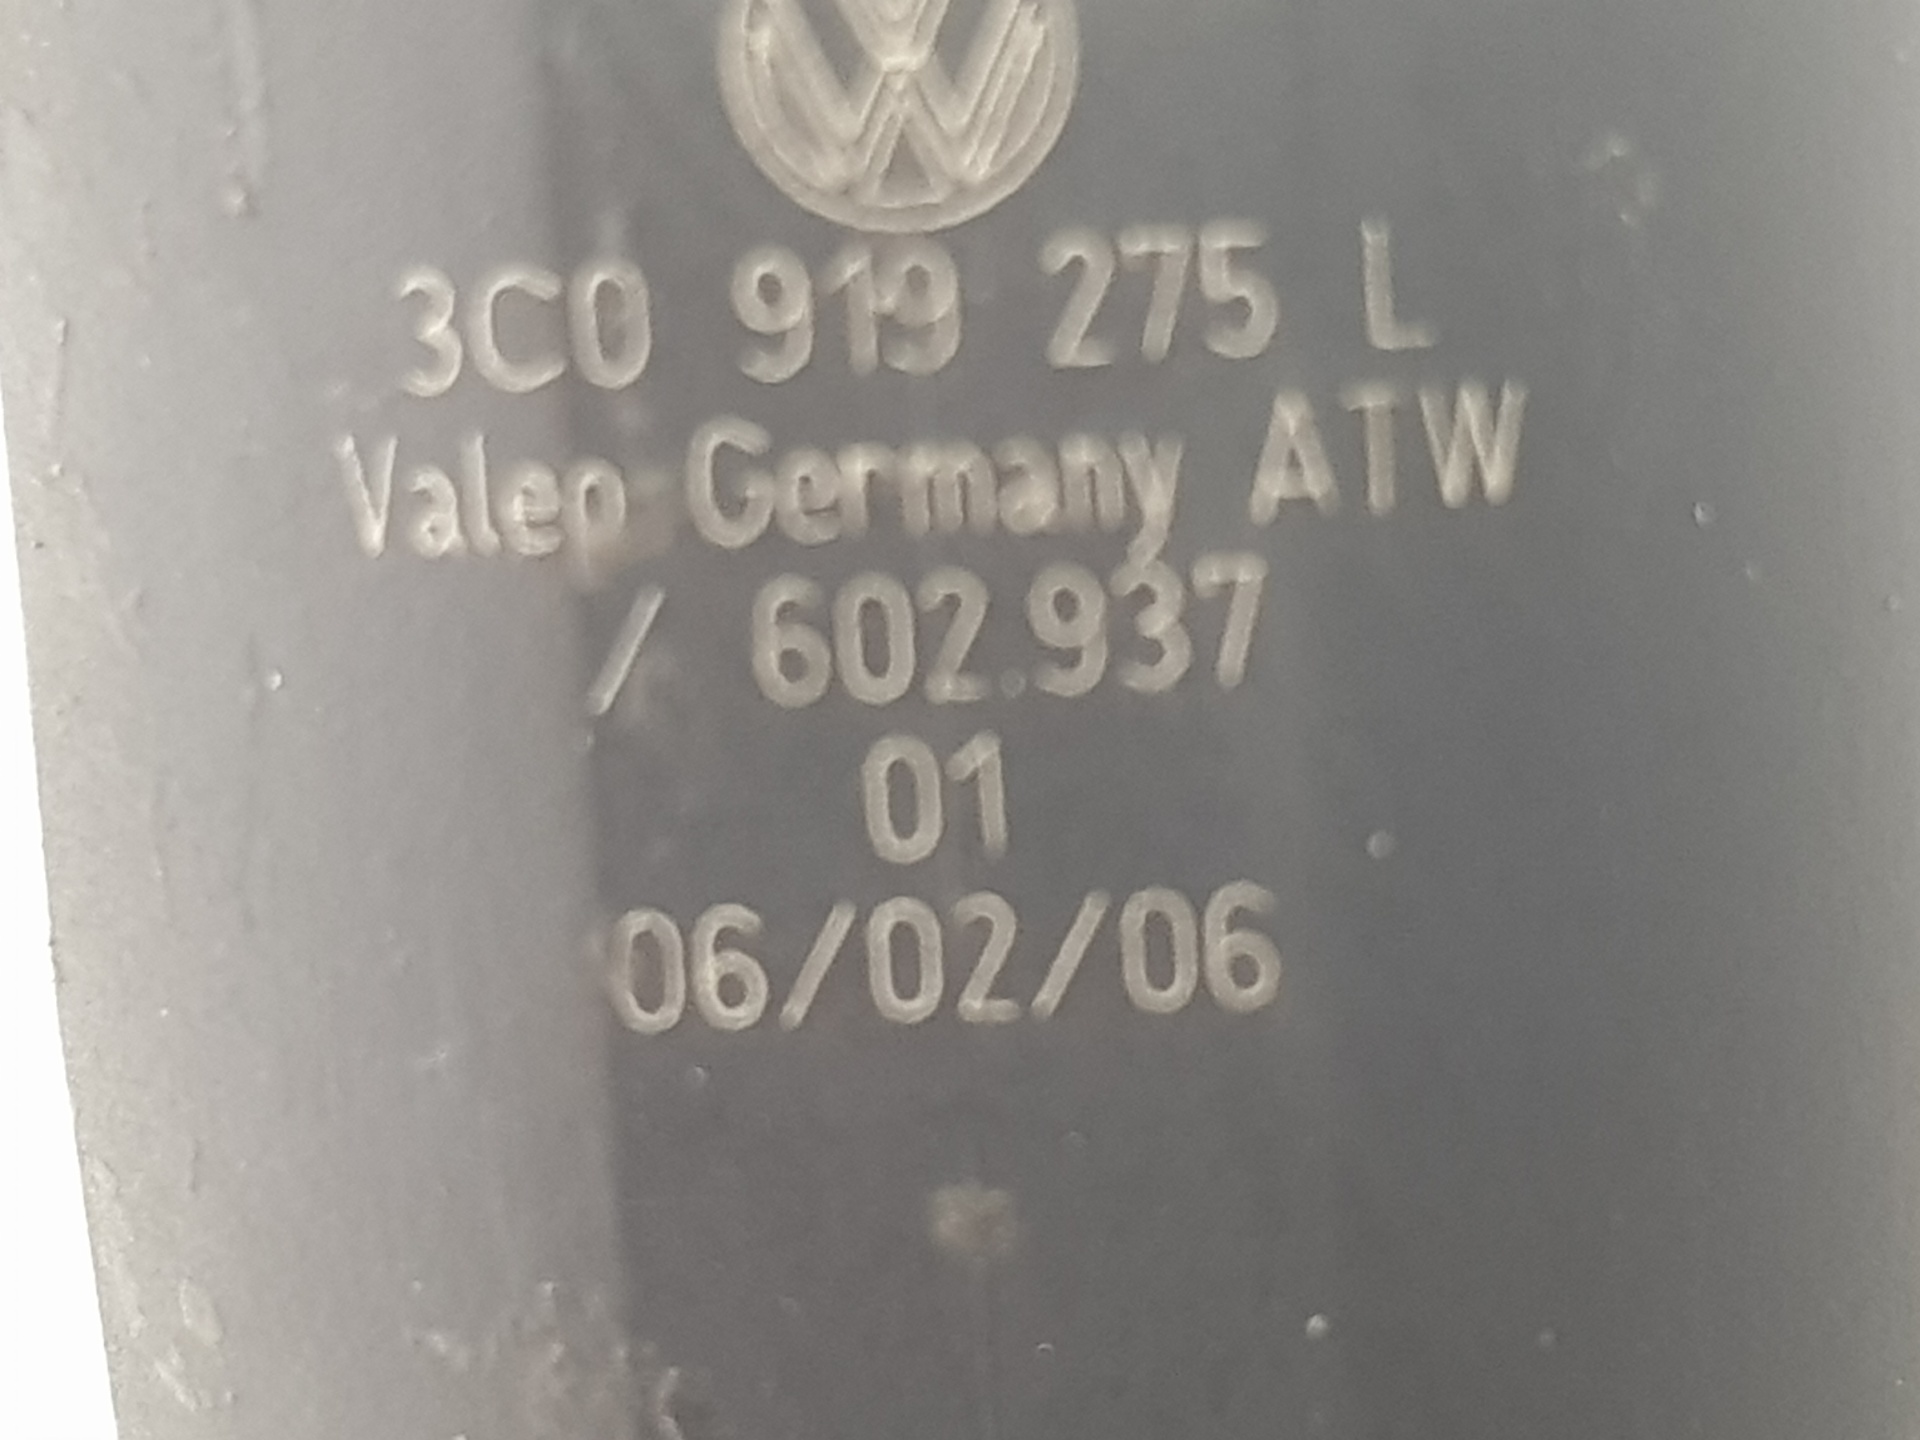 3C0 919 275 L
Valeo Germany ATW
/ 602.937
01
06/02/06